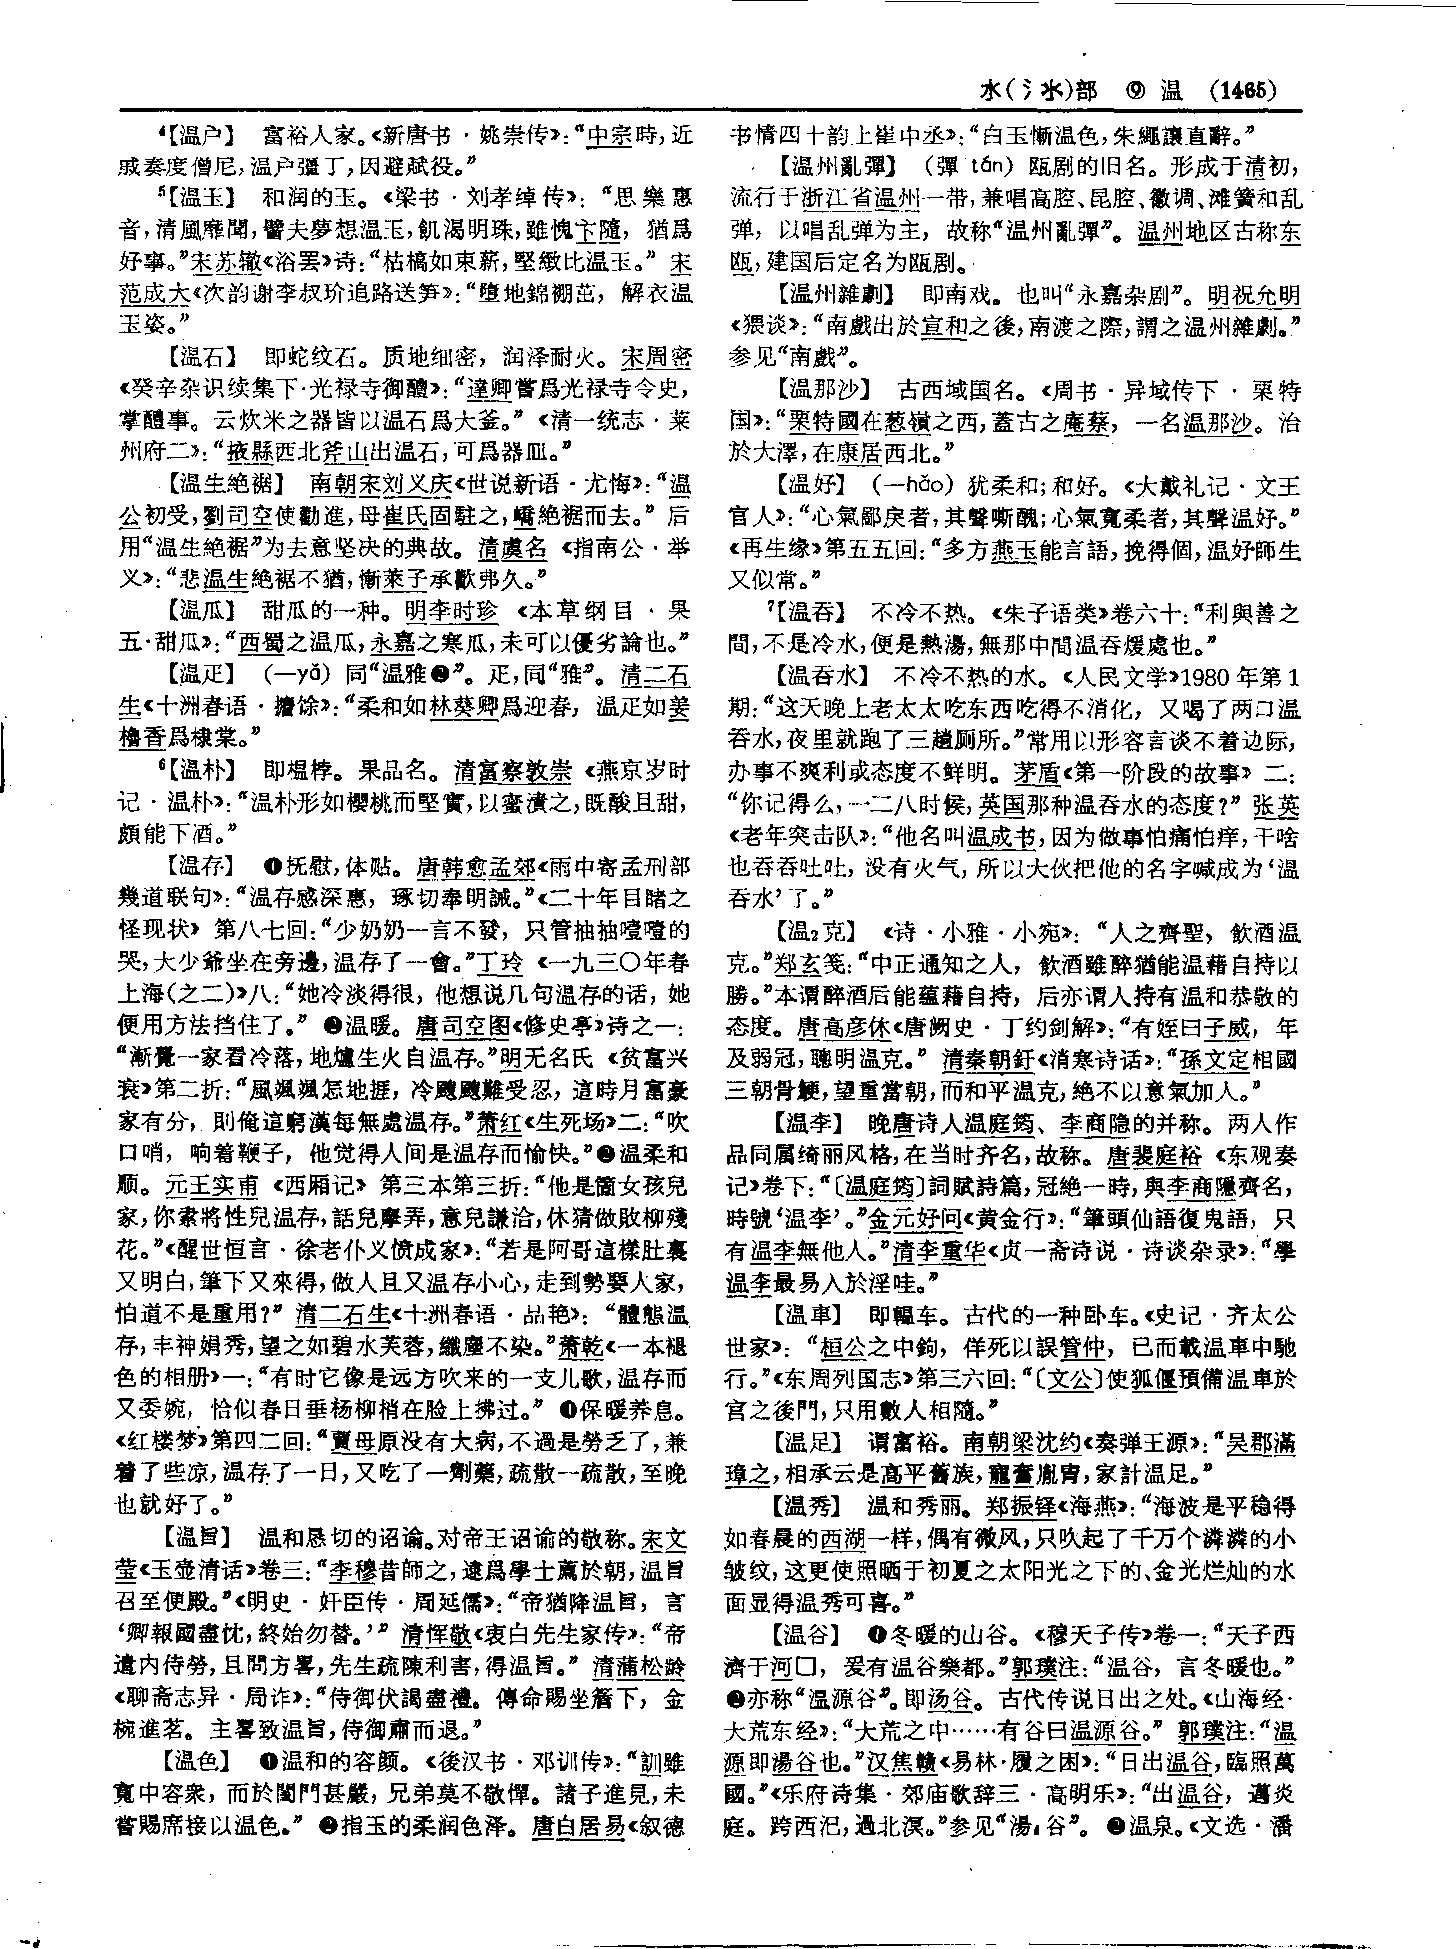 水(氵氺)部 ⑨ 温 (1465)
⁴【温户】 富裕人家。《新唐书·姚崇传》:“中宗時,近
戚奏度僧尼,温户彊丁,因避赋役。”
⁵【温玉】 和润的玉。《梁书·刘孝绰传》:“思樂惠
音,清風靡聞,譬夫夢想温玉,飢渴明珠,雖愧卞隨,猶爲
好事。”宋苏辙《浴罢》诗:“枯槁如束薪,堅緻比温玉。”宋
范成大《次韵谢李叔玠追路送笋》:“墮地錦襉茁,解衣温
玉姿。”
【温石】 即蛇纹石。质地细密,润泽耐火。宋周密
《癸辛杂识续集下·光禄寺御醋》:“達卿嘗爲光禄寺令史,
掌醋事。云炊米之器皆以温石爲大釜。”《清一统志·莱
州府二》:“掖縣西北斧山出温石,可爲器皿。”
【温生絶裾】 南朝宋刘义庆《世说新语·尤悔》:“温
公初受,劉司空使勸進,母崔氏固駐之,嶠絶裾而去。”后
用“温生絶裾”为去意坚决的典故。清虞名《指南公·举
义》:“悲温生絶裾不猶,慚萊子承歡弗久。”
【温瓜】 甜瓜的一种。明李时珍《本草纲目·果
五·甜瓜》:“西蜀之温瓜,永嘉之寒瓜,未可以優劣論也。”
【温疋】 (—yǎ) 同“温雅❷”。疋,同“雅”。清二石
生《十洲春语·攟馀》:“柔和如林葵卿爲迎春,温疋如姜
櫓香爲棣棠。”
⁶【温朴】 即榲桲。果品名。清富察敦崇《燕京岁时
记·温朴》:“温朴形如櫻桃而堅實,以蜜漬之,既酸且甜,
頗能下酒。”
【温存】 ❶抚慰,体贴。唐韩愈孟郊《雨中寄孟刑部
幾道联句》:“温存感深惠,琢切奉明誡。”《二十年目睹之
怪现状》第八七回:“少奶奶一言不發,只管抽抽噎噎的
哭,大少爺坐在旁邊,温存了一會。”丁玲《一九三〇年春
上海(之二)》八:“她冷淡得很,他想说几句温存的话,她
便用方法挡住了。” ❷温暖。唐司空图《修史亭》诗之一:
“漸覺一家看冷落,地爐生火自温存。”明无名氏《贫富兴
衰》第二折:“風颯颯怎地捱,冷颼颼難受忍,這時月富豪
家有分,則俺這窮漢每無處温存。”萧红《生死场》二:“吹
口哨,响着鞭子,他觉得人间是温存而愉快。”❸温柔和
顺。元王实甫《西厢记》第三本第三折:“他是箇女孩兒
家,你索將性兒温存,話兒摩弄,意兒謙洽,休猜做敗柳殘
花。”《醒世恒言·徐老仆义愤成家》:“若是阿哥這樣肚裏
又明白,筆下又來得,做人且又温存小心,走到勢要人家,
怕道不是重用?” 清二石生《十洲春语·品艳》:“體態温
存,丰神娟秀,望之如碧水芙蓉,纖塵不染。”萧乾《一本褪
色的相册》一:“有时它像是远方吹来的一支儿歌,温存而
又委婉,恰似春日垂杨柳梢在脸上拂过。” ❹保暖养息。
《红楼梦》第四二回:“賈母原没有大病,不過是勞乏了,兼
着了些凉,温存了一日,又吃了一劑藥,疏散一疏散,至晚
也就好了。”
【温旨】 温和恳切的诏谕。对帝王诏谕的敬称。宋文
莹《玉壶清话》卷三:“李穆昔師之,逮爲學士薦於朝,温旨
召至便殿。”《明史·奸臣传·周延儒》:“帝猶降温旨,言
‘卿報國盡忱,終始勿替。’” 清恽敬《衷白先生家传》:“帝
遣内侍勞,且問方畧,先生疏陳利害,得温旨。” 清蒲松龄
《聊斋志异·周诈》:“侍御伏謁盡禮。傳命賜坐簷下,金
椀進茗。主畧致温旨,侍御肅而退。”
【温色】 ❶温和的容颜。《後汉书·邓训传》:“訓雖
寬中容衆,而於閨門甚嚴,兄弟莫不敬憚。諸子進見,未
嘗賜席接以温色。” ❷指玉的柔润色泽。唐白居易《叙德
书情四十韵上崔中丞》:“白玉慚温色,朱繩讓直辭。”
【温州亂彈】 (彈 tán) 瓯剧的旧名。形成于清初,
流行于浙江省温州一带,兼唱高腔、昆腔、徽调、滩簧和乱
弹,以唱乱弹为主,故称“温州亂彈”。温州地区古称东
瓯,建国后定名为瓯剧。
【温州雜劇】 即南戏。也叫“永嘉杂剧”。明祝允明
《猥谈》:“南戲出於宣和之後,南渡之際,謂之温州雜劇。”
参见“南戲”。
【温那沙】 古西域国名。《周书·异域传下·粟特
国》:“粟特國在葱嶺之西,蓋古之庵蔡,一名温那沙。治
於大澤,在康居西北。”
【温好】 (—hǎo) 犹柔和;和好。《大戴礼记·文王
官人》:“心氣鄙戾者,其聲嘶醜;心氣寬柔者,其聲温好。”
《再生缘》第五五回:“多方燕玉能言語,挽得個,温好師生
又似常。”
⁷【温吞】 不冷不热。《朱子语类》卷六十:“利與善之
間,不是冷水,便是熱湯,無那中間温吞煖處也。”
【温吞水】 不冷不热的水。《人民文学》1980年第1
期:“这天晚上老太太吃东西吃得不消化,又喝了两口温
吞水,夜里就跑了三趟厕所。”常用以形容言谈不着边际,
办事不爽利或态度不鲜明。茅盾《第一阶段的故事》二:
“你记得么,一二八时候,英国那种温吞水的态度?” 张英
《老年突击队》:“他名叫温成书,因为做事怕痛怕痒,干啥
也吞吞吐吐,没有火气,所以大伙把他的名字喊成为‘温
吞水’了。”
【温₂克】 《诗·小雅·小宛》:“人之齊聖,飲酒温
克。”郑玄笺:“中正通知之人,飲酒雖醉猶能温藉自持以
勝。”本谓醉酒后能蕴藉自持,后亦谓人持有温和恭敬的
态度。唐高彦休《唐阙史·丁约剑解》:“有姪曰子威,年
及弱冠,聰明温克。” 清秦朝釪《消寒诗话》:“孫文定相國
三朝骨鯁,望重當朝,而和平温克,絶不以意氣加人。”
【温李】 晚唐诗人温庭筠、李商隐的并称。两人作
品同属绮丽风格,在当时齐名,故称。唐裴庭裕《东观奏
记》卷下:“〔温庭筠〕詞賦詩篇,冠絶一時,與李商隱齊名,
時號‘温李’。”金元好问《黄金行》:“筆頭仙語復鬼語,只
有温李無他人。”清李重华《贞一斋诗说·诗谈杂录》:“學
温李最易入於淫哇。”
【温車】 即輼车。古代的一种卧车。《史记·齐太公
世家》:“桓公之中鉤,佯死以誤管仲,已而載温車中馳
行。”《东周列国志》第三六回:“〔文公〕使狐偃預備温車於
宫之後門,只用數人相隨。”
【温足】 谓富裕。南朝梁沈约《奏弹王源》:“吴郡滿
璋之,相承云是高平舊族,寵奮胤胄,家計温足。”
【温秀】 温和秀丽。郑振铎《海燕》:“海波是平稳得
如春晨的西湖一样,偶有微风,只吹起了千万个潾潾的小
皱纹,这更使照晒于初夏之太阳光之下的、金光烂灿的水
面显得温秀可喜。”
【温谷】 ❶冬暖的山谷。《穆天子传》卷一:“天子西
濟于河囗,爰有温谷樂都。”郭璞注:“温谷,言冬暖也。”
❷亦称“温源谷”。即汤谷。古代传说日出之处。《山海经·
大荒东经》:“大荒之中……有谷曰温源谷。” 郭璞注:“温
源即湯谷也。”汉焦赣《易林·履之困》:“日出温谷,臨照萬
國。”《乐府诗集·郊庙歌辞三·高明乐》:“出温谷,邁炎
庭。跨西汜,過北溟。”参见“湯₄谷”。 ❸温泉。《文选·潘